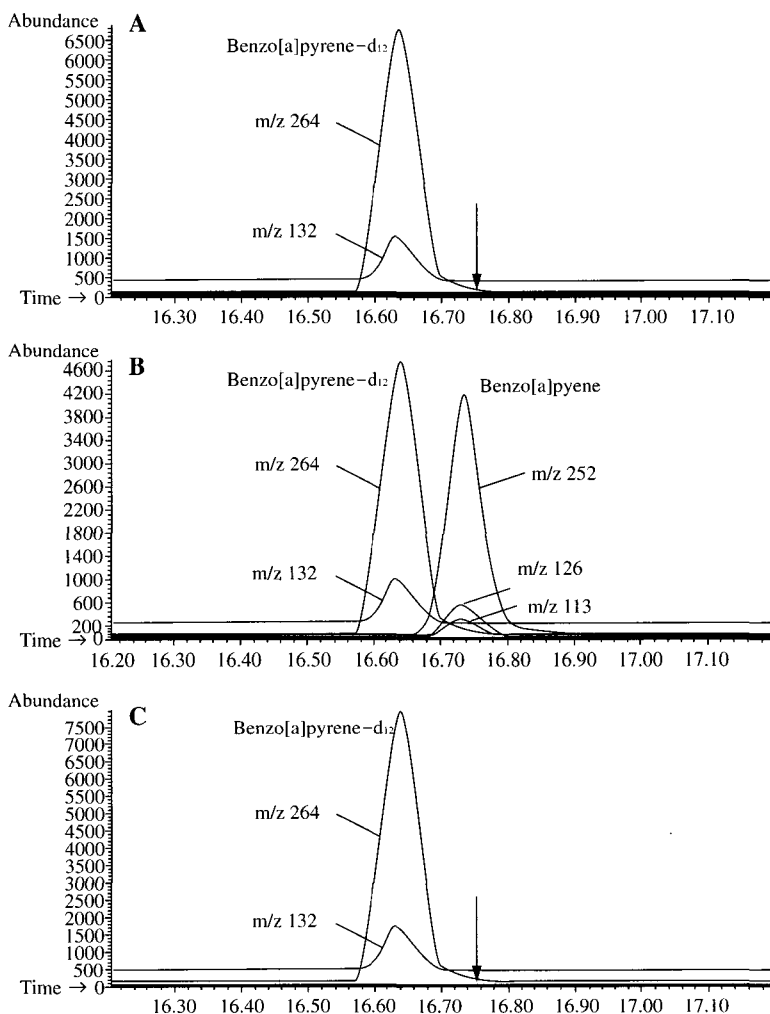 Abundance
A
6500
6000
5500
5000
4500
4000
3500
3000
2500
2000
1500
1000
500
0
Benzo[a]pyrene-d12
m/z 264
m/z 132
Time →
16.30 16.40 16.50 16.60 16.70 16.80 16.90 17.00 17.10
Abundance
B
4600
4200
3800
3400
3000
2600
2200
1800
1400
1000
600
200
0
Benzo[a]pyrene-d12
Benzo[a]pyene
m/z 264
m/z 252
m/z 132
m/z 126
m/z 113
Time →
16.20 16.30 16.40 16.50 16.60 16.70 16.80 16.90 17.00 17.10
Abundance
C
7500
7000
6500
6000
5500
5000
4500
4000
3500
3000
2500
2000
1500
1000
500
0
Benzo[a]pyrene-d12
m/z 264
m/z 132
Time →
16.30 16.40 16.50 16.60 16.70 16.80 16.90 17.00 17.10